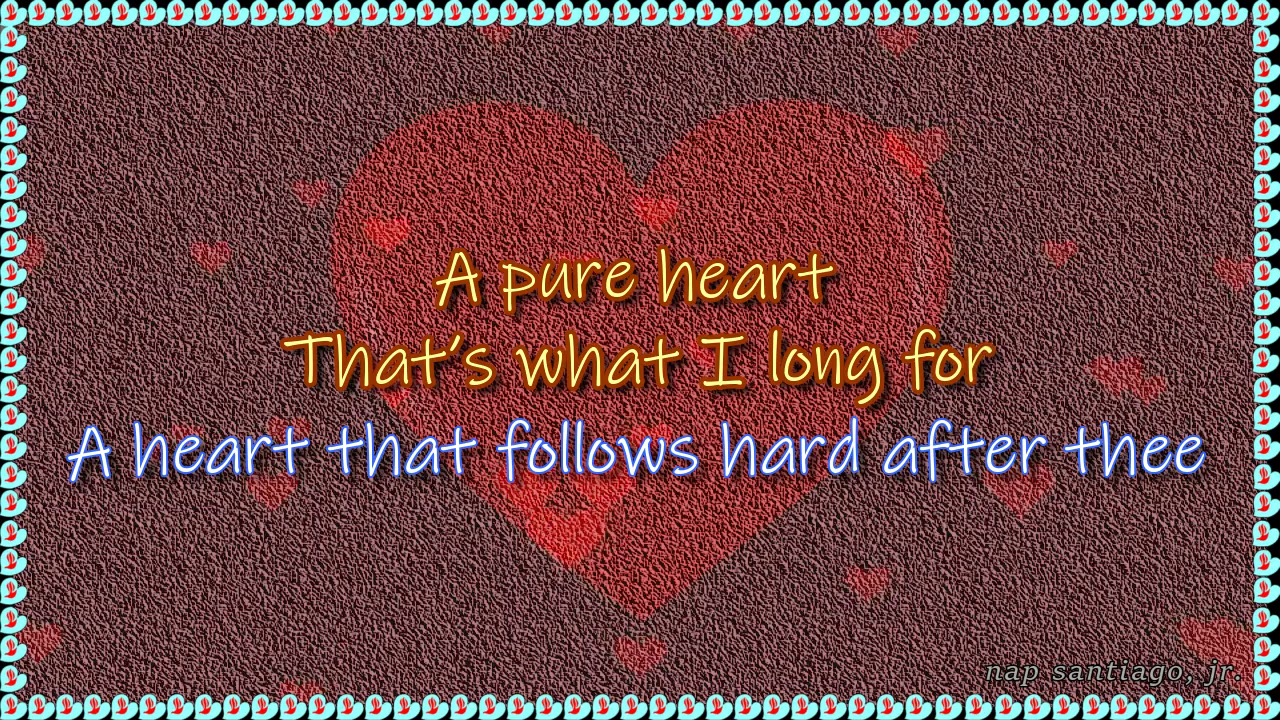 A pure heart
That's what I long for
A heart that follows hard after thee
nap santiago, jr.